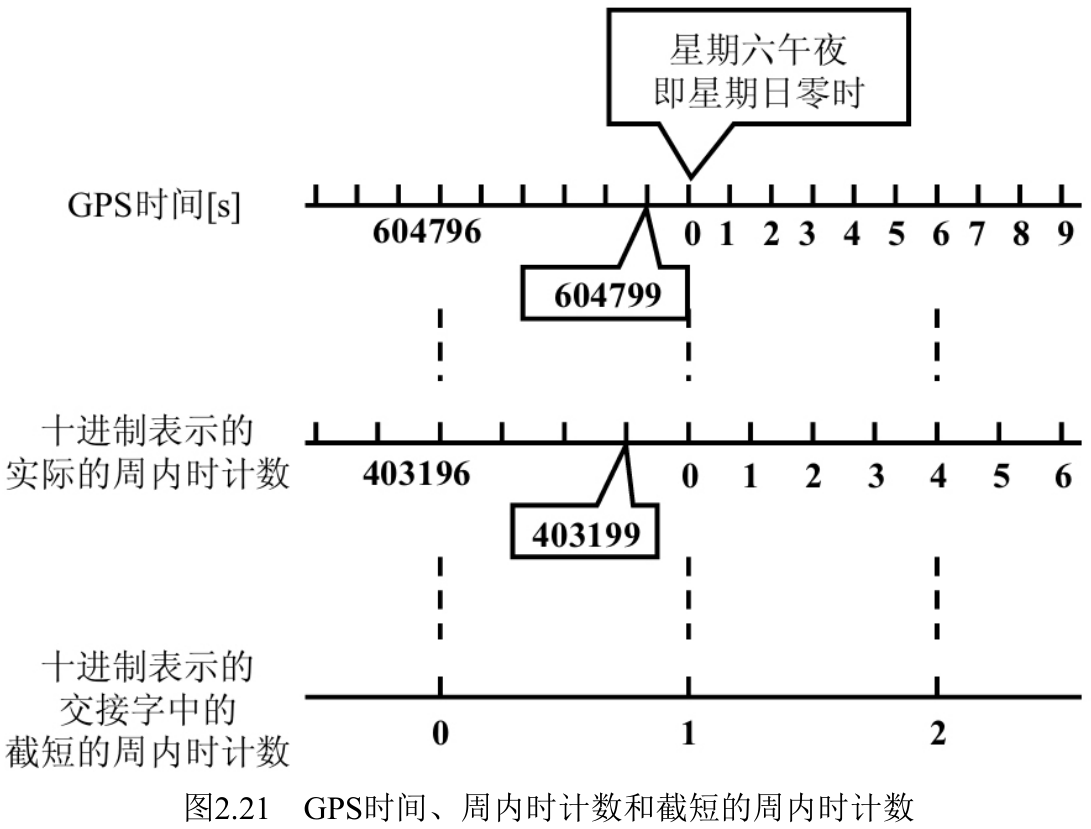 星期六午夜
即星期日零时
GPS时间[s]
604796
0 1 2 3 4 5 6 7 8 9
604799
十进制表示的
实际的周内时计数
403196
0 1 2 3 4 5 6
403199
十进制表示的
交接字中的
截短的周内时计数
0 1 2
图2.21 GPS时间、周内时计数和截短的周内时计数